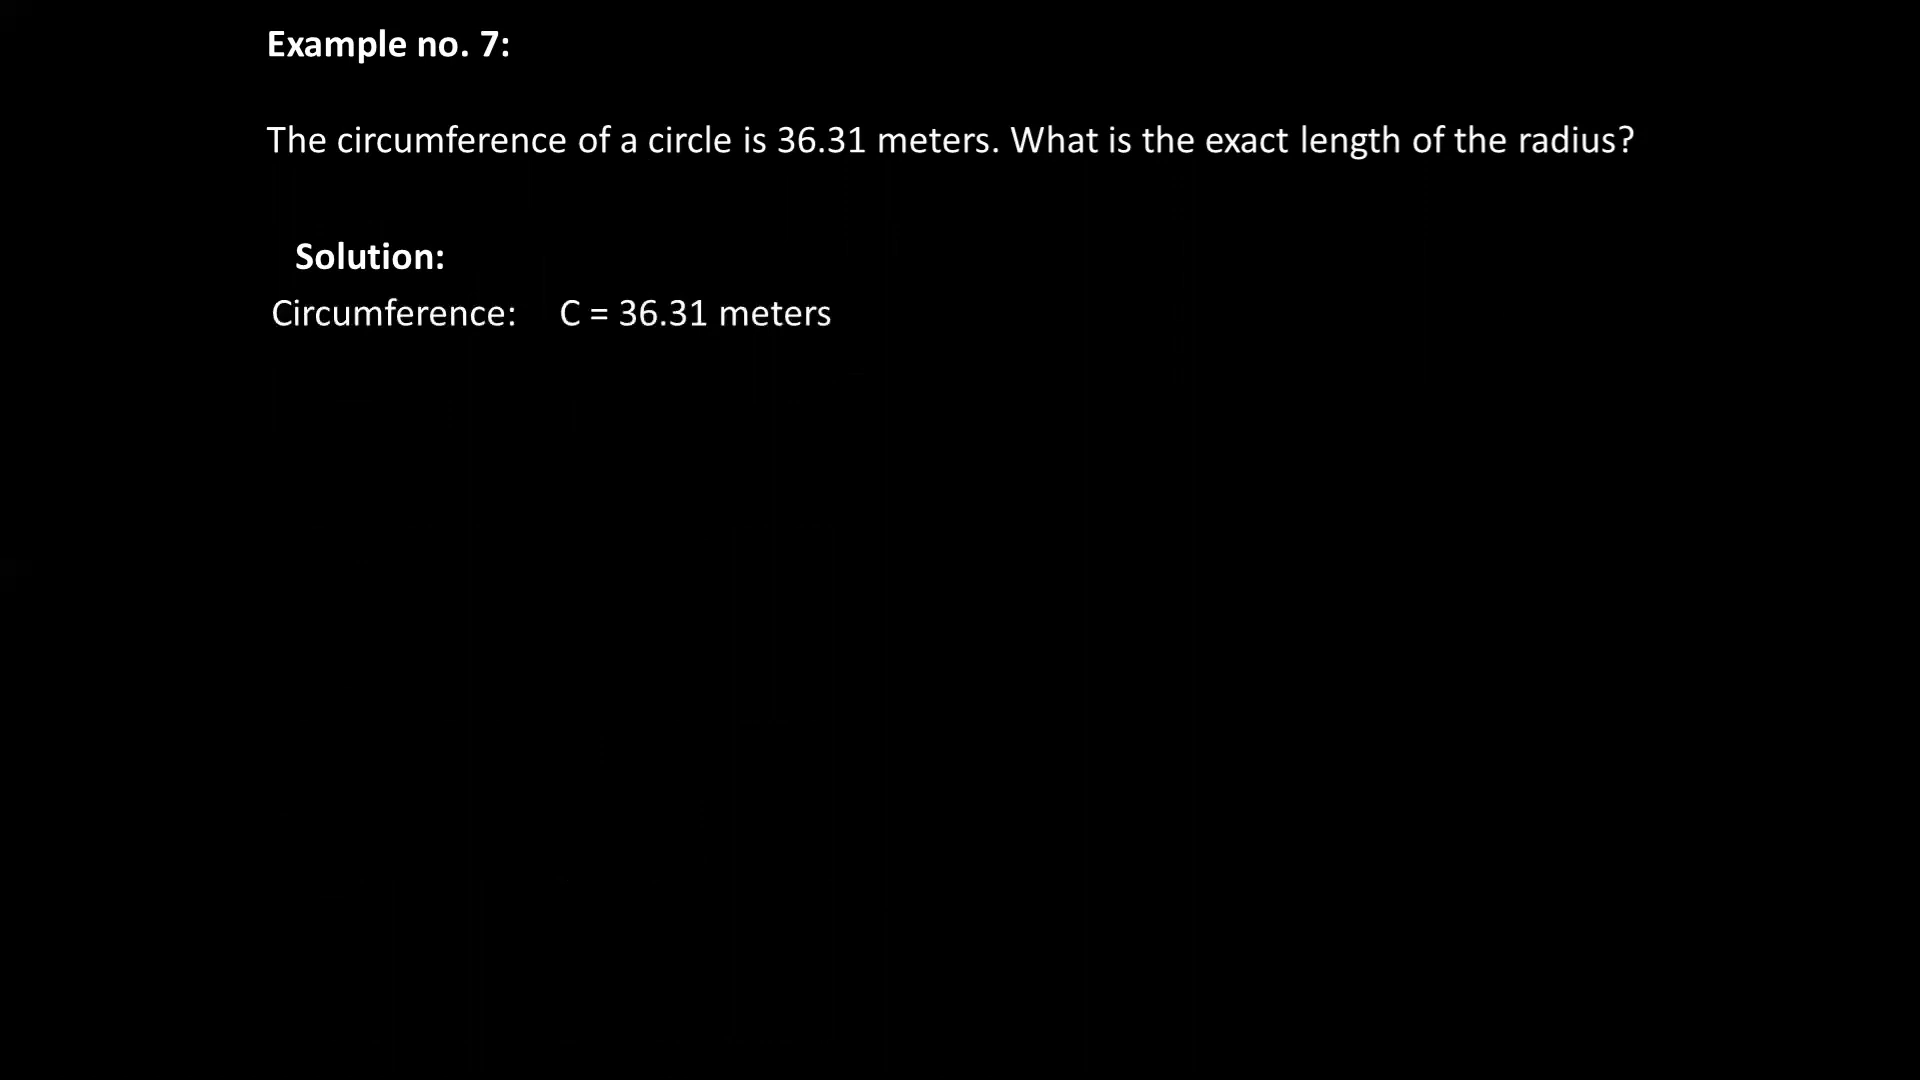 Example no. 7:
The circumference of a circle is 36.31 meters. What is the exact length of the radius?
Solution:
Circumference: C = 36.31 meters